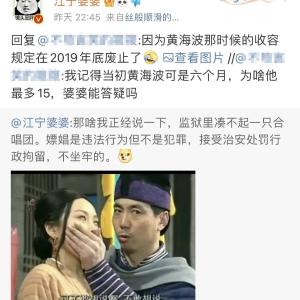 江宁婆婆
昨天 22:45 来自丝般顺滑的...
回复@:因为黄海波那时候的收容
规定在2019年底废止了 查看图片 //@
:我记得当初黄海波可是六个月，为啥他
最多15，婆婆能答疑吗
@江宁婆婆:那啥我正经说一下，监狱里凑不起一只合
唱团。嫖娼是违法行为但不是犯罪，接受治安处罚行
政拘留，不坐牢的。